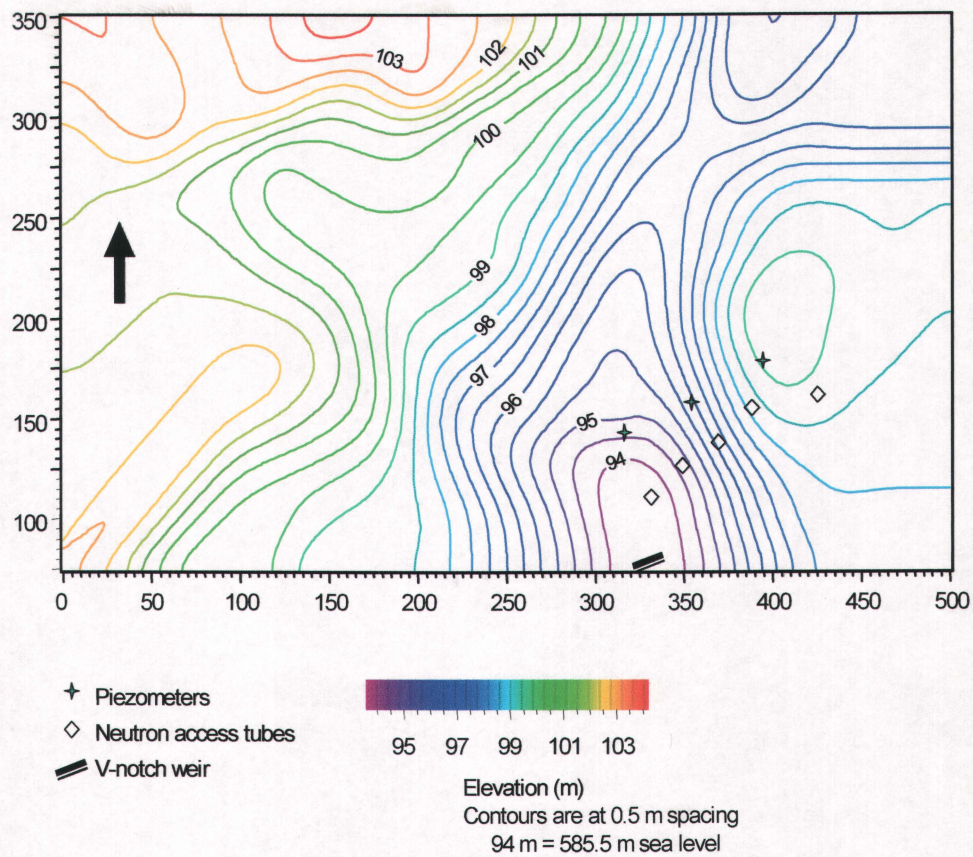 350
300
250
200
150
100
0 50 100 150 200 250 300 350 400 450 500
103
102
101
100
99
98
97
96
95
94
Piezometers
Neutron access tubes
V-notch weir
95 97 99 101 103
Elevation (m)
Contours are at 0.5 m spacing
94 m = 585.5 m sea level